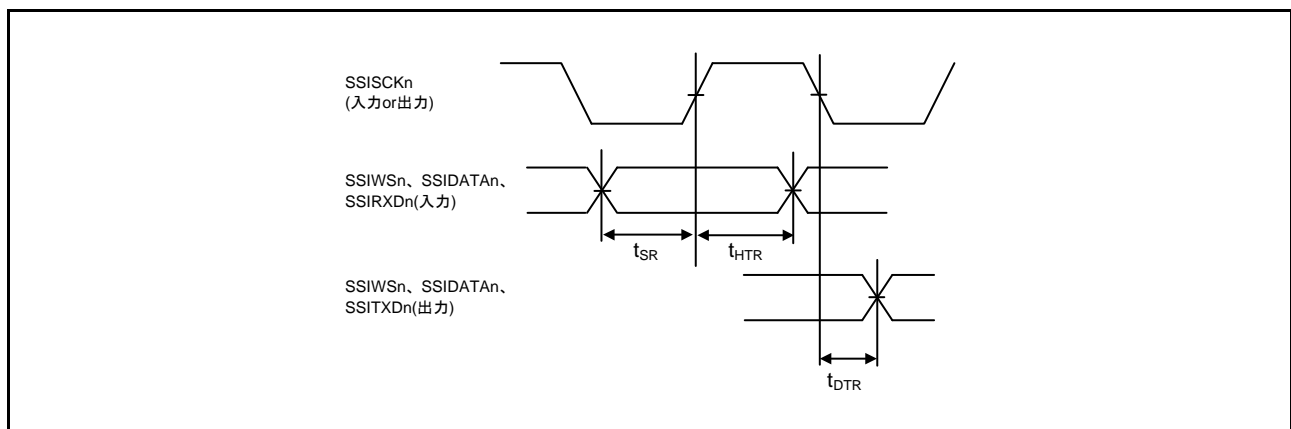 SSISCKn
(入力or出力)
SSIWSn、SSIDATAn、
SSIRXDn(入力)
tSR
tHTR
SSIWSn、SSIDATAn、
SSITXDn(出力)
tDTR